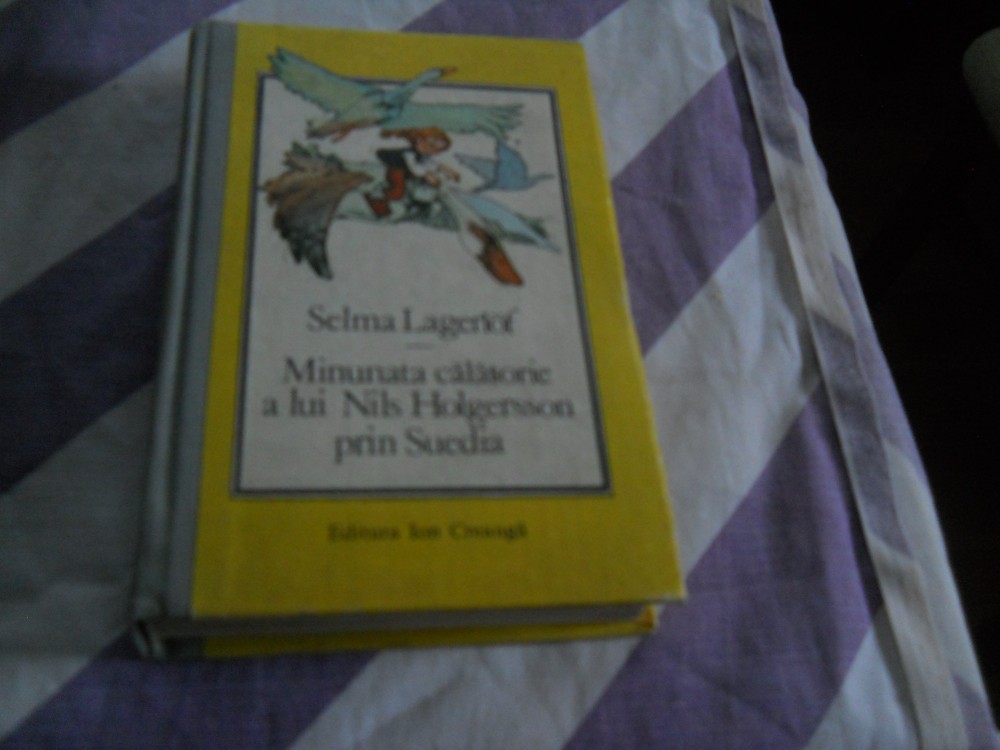 Selma Lagerlöf
Minunata călătorie
a lui Nils Holgersson
prin Suedia
Editura Ion Creangă